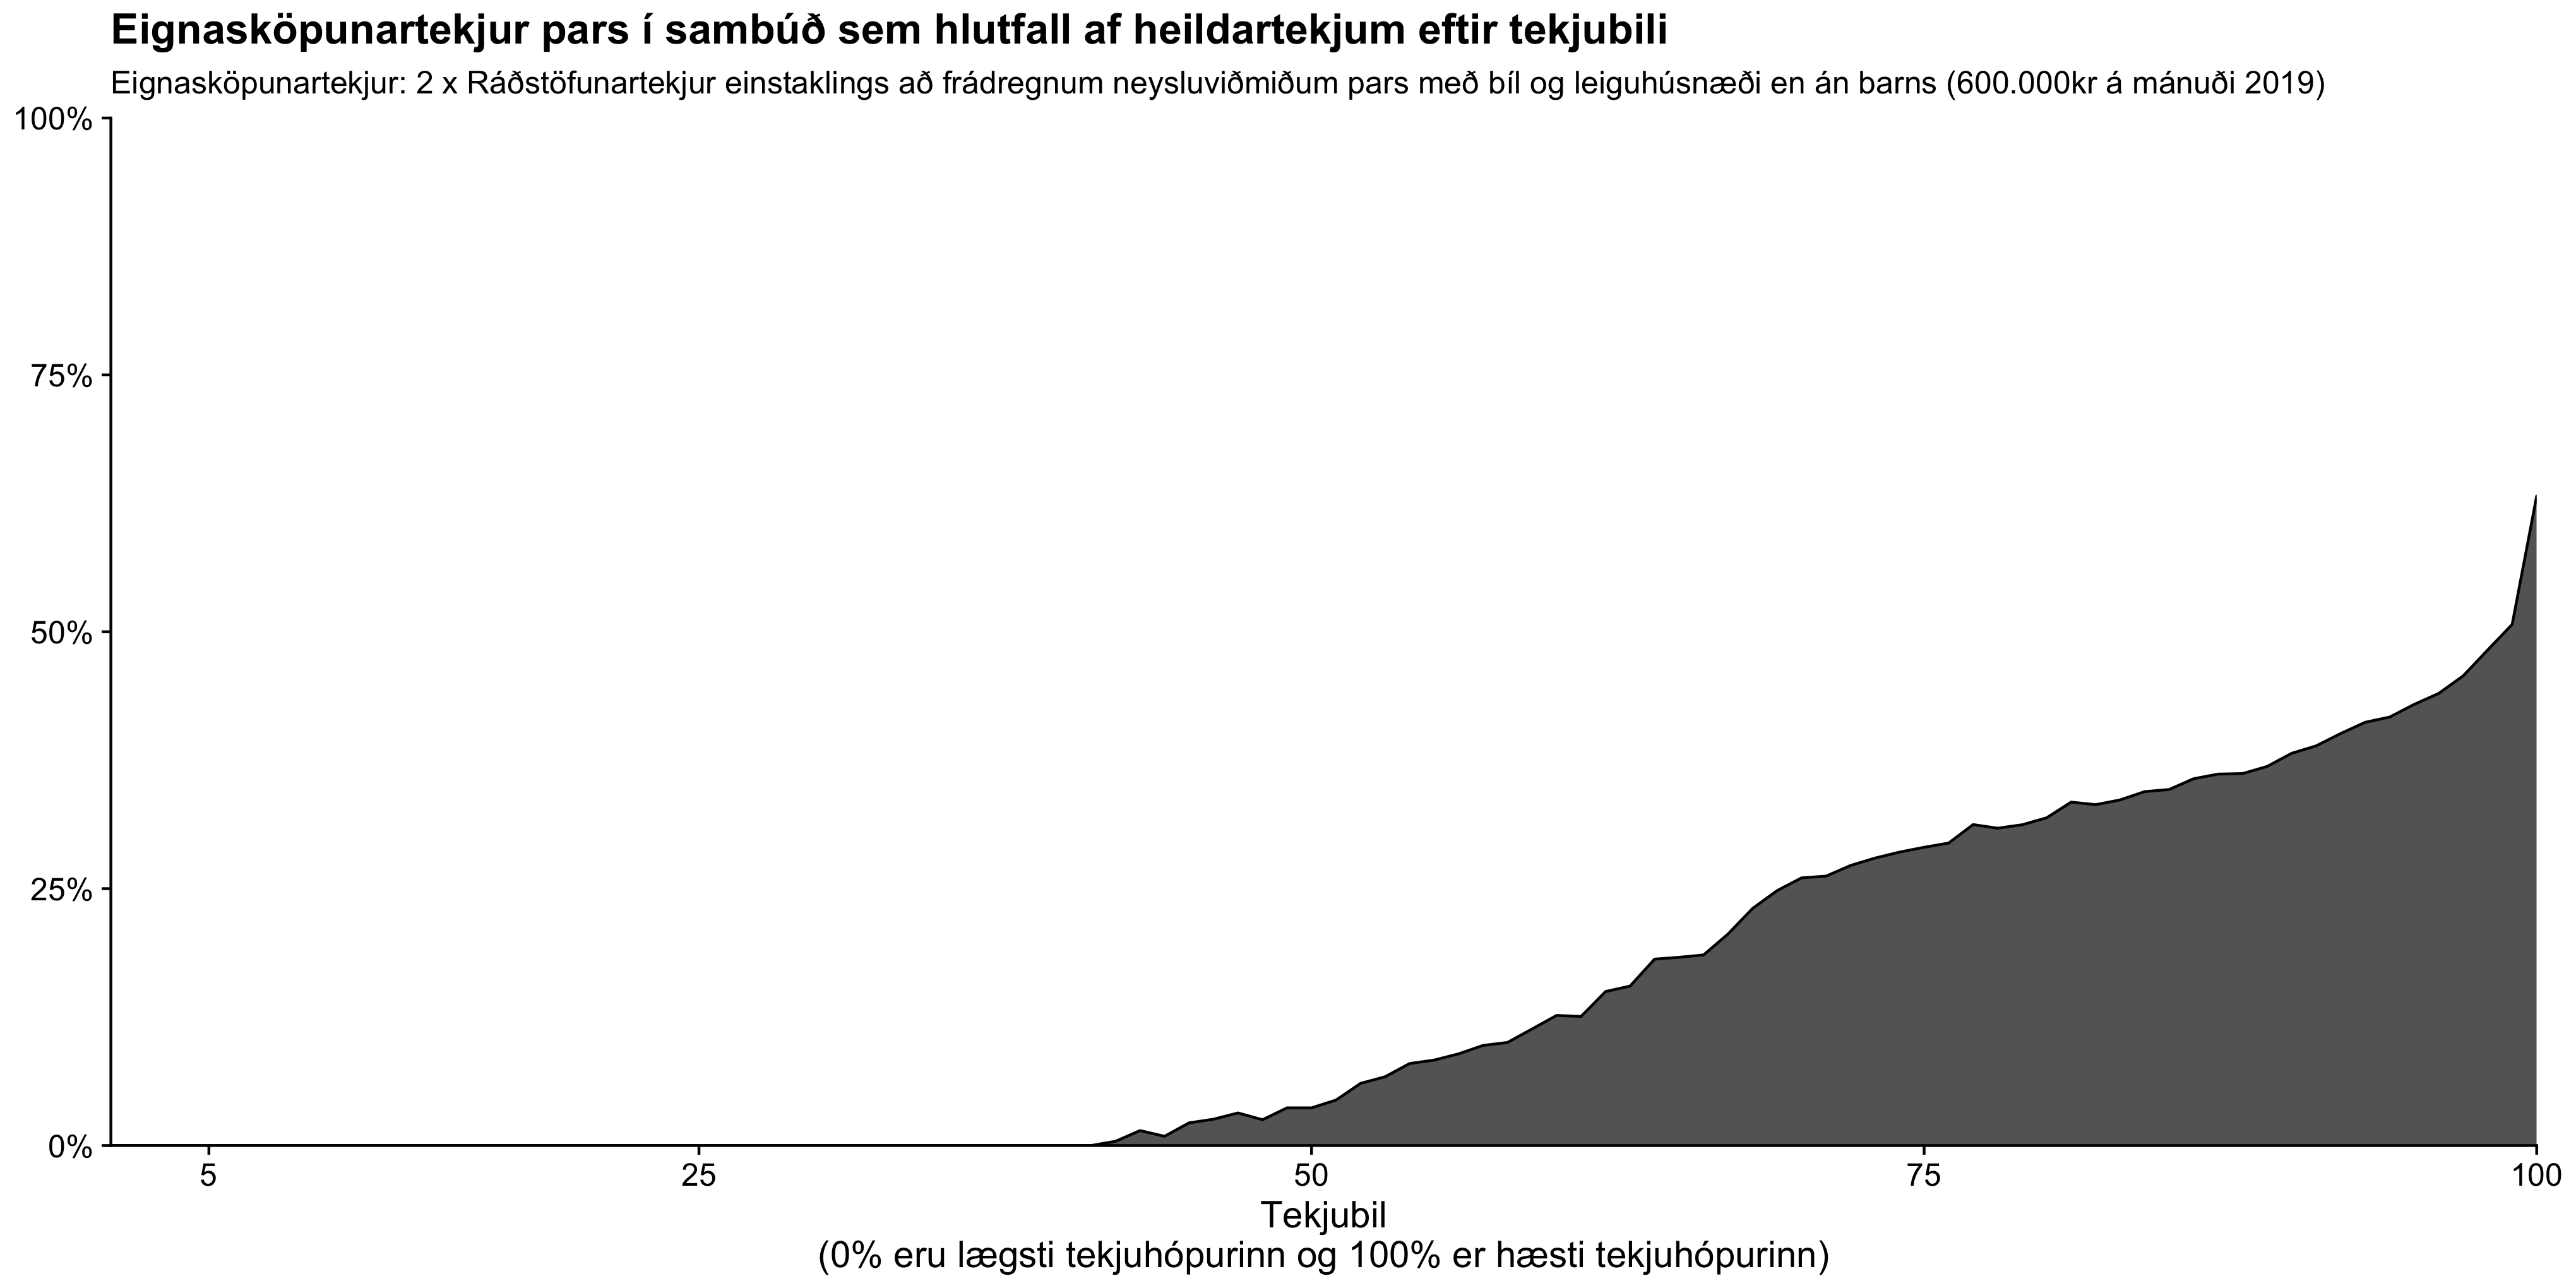 Eignasköpunartekjur pars í sambúð sem hlutfall af heildartekjum eftir tekjubili
Eignasköpunartekjur: 2 x Ráðstöfunartekjur einstaklings að frádregnum neysluviðmiðum pars með bíl og leiguhúsnæði en án barns (600.000kr á mánuði 2019)
100%
75%
50%
25%
0%
5 25 50 75 100
Tekjubil
(0% eru lægsti tekjuhópurinn og 100% er hæsti tekjuhópurinn)